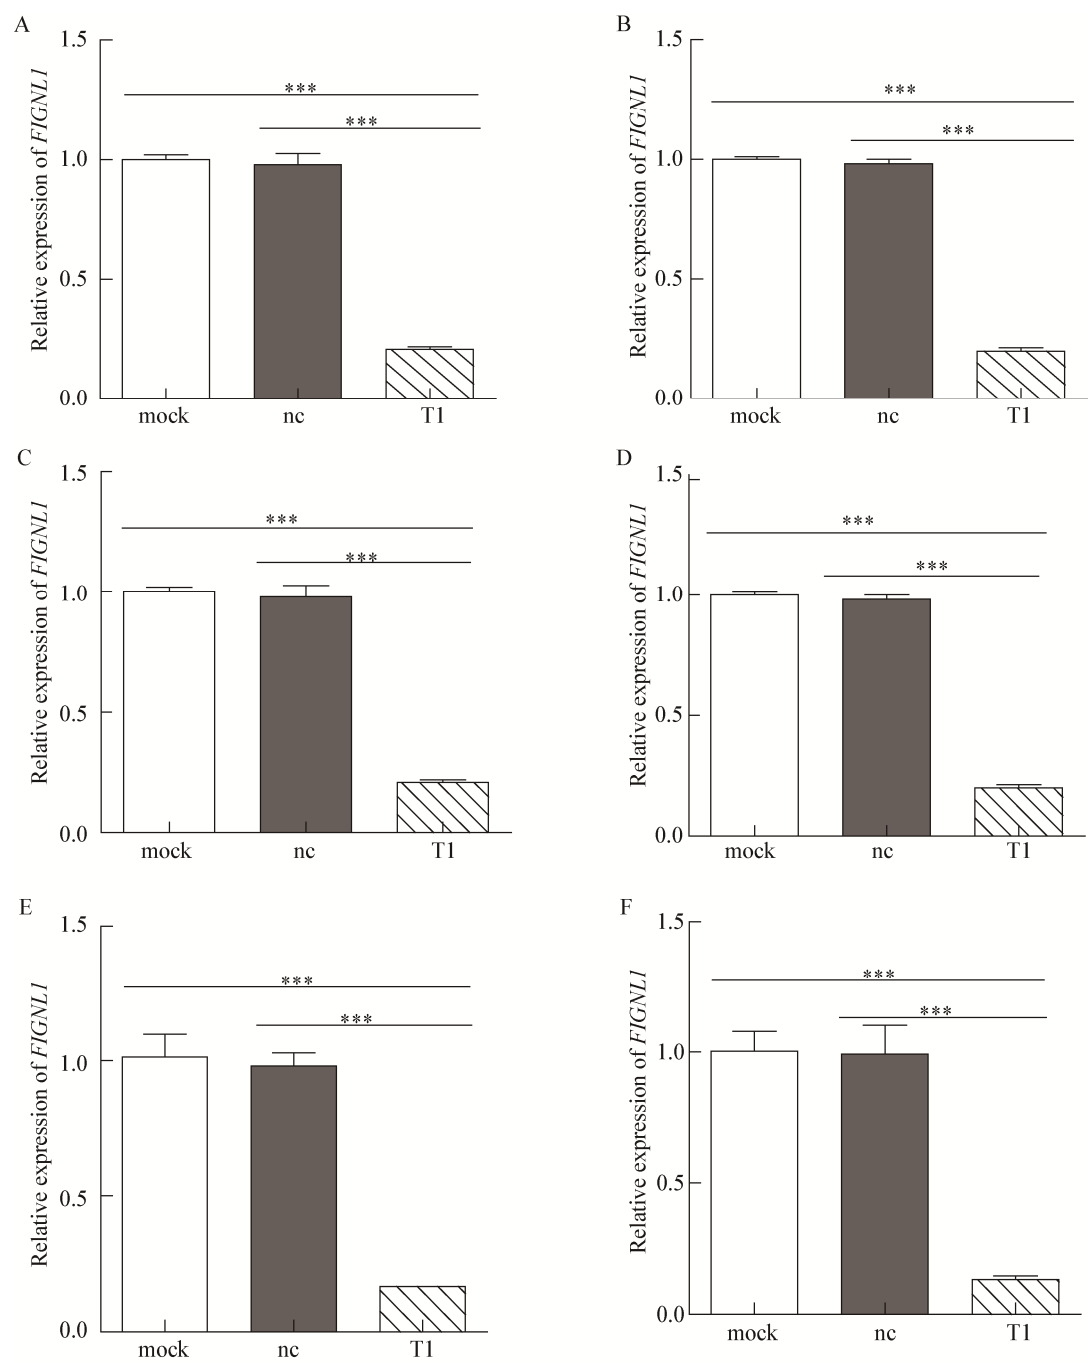 A
Relative expression of FIGNL1
1.5
1.0
0.5
0.0
***
***
mock nc T1
B
Relative expression of FIGNL1
1.5
1.0
0.5
0.0
***
***
mock nc T1
C
Relative expression of FIGNL1
1.5
1.0
0.5
0.0
***
***
mock nc T1
D
Relative expression of FIGNL1
1.5
1.0
0.5
0.0
***
***
mock nc T1
E
Relative expression of FIGNL1
1.5
1.0
0.5
0.0
***
***
mock nc T1
F
Relative expression of FIGNL1
1.5
1.0
0.5
0.0
***
***
mock nc T1